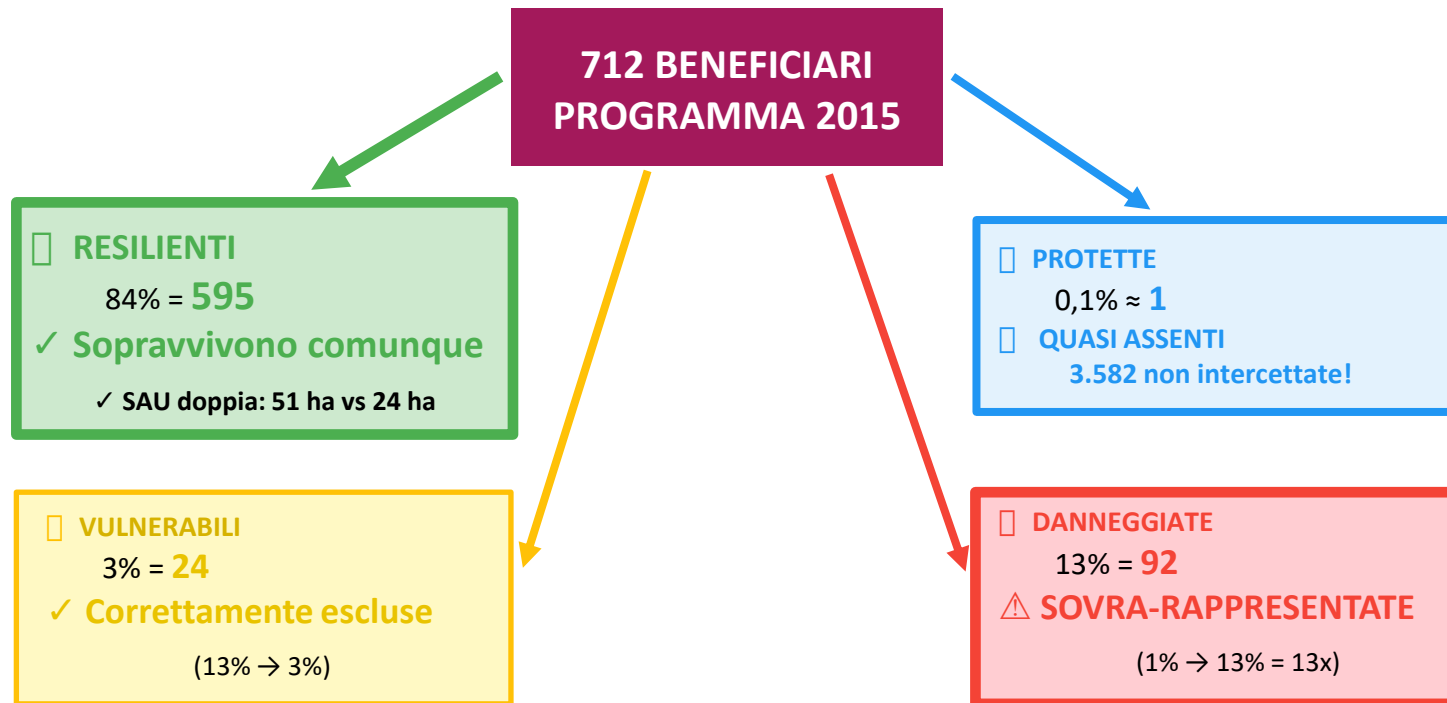 712 BENEFICIARI
PROGRAMMA 2015
RESILIENTI
84% = 595
✓ Sopravvivono comunque
✓ SAU doppia: 51 ha vs 24 ha
PROTETTE
0,1% ≈ 1
QUASI ASSENTI
3.582 non intercettate!
VULNERABILI
3% = 24
✓ Correttamente escluse
(13% → 3%)
DANNEGGIATE
13% = 92
⚠ SOVRA-RAPPRESENTATE
(1% → 13% = 13x)